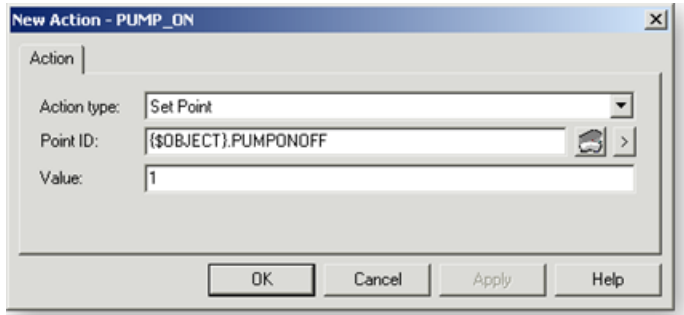 New Action - PUMP_ON
Action
Action type: Set Point
Point ID: {$OBJECT}.PUMPONOFF >
Value: 1
OK Cancel Apply Help